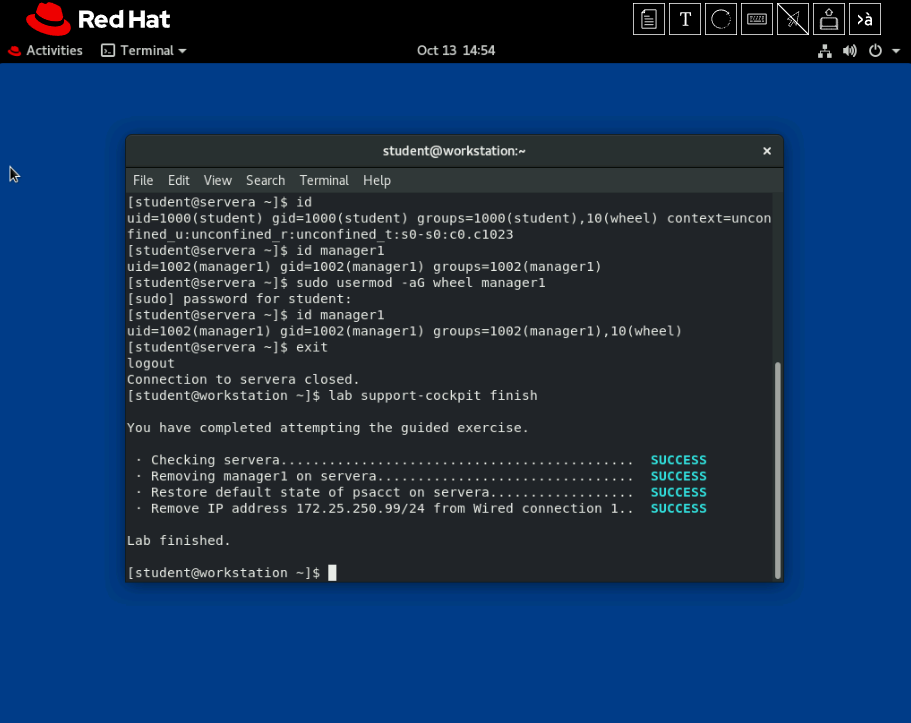 Red Hat
T
›à
Activities Terminal Oct 13 14:54
student@workstation:~ ×
File Edit View Search Terminal Help
[student@servera ~]$ id
uid=1000(student) gid=1000(student) groups=1000(student),10(wheel) context=uncon
fined_u:unconfined_r:unconfined_t:s0-s0:c0.c1023
[student@servera ~]$ id manager1
uid=1002(manager1) gid=1002(manager1) groups=1002(manager1)
[student@servera ~]$ sudo usermod -aG wheel manager1
[sudo] password for student:
[student@servera ~]$ id manager1
uid=1002(manager1) gid=1002(manager1) groups=1002(manager1),10(wheel)
[student@servera ~]$ exit
logout
Connection to servera closed.
[student@workstation ~]$ lab support-cockpit finish
You have completed attempting the guided exercise.
· Checking servera............................................ SUCCESS
· Removing manager1 on servera................................ SUCCESS
· Restore default state of psacct on servera.................. SUCCESS
· Remove IP address 172.25.250.99/24 from Wired connection 1.. SUCCESS
Lab finished.
[student@workstation ~]$